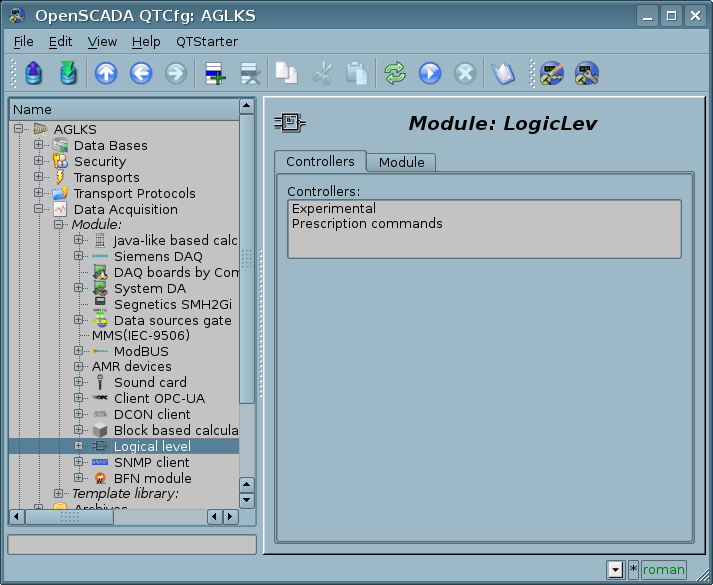 OpenSCADA QTCfg: AGLKS
File Edit View Help QTStarter
Name
AGLKS
Data Bases
Security
Transports
Transport Protocols
Data Acquisition
Module:
Java-like based calc
Siemens DAQ
DAQ boards by Com
System DA
Segnetics SMH2Gi
Data sources gate
MMS(IEC-9506)
ModBUS
AMR devices
Sound card
Client OPC-UA
DCON client
Block based calcula
Logical level
SNMP client
BFN module
Template library:
Archives
Module: LogicLev
Controllers Module
Controllers:
Experimental
Prescription commands
* roman